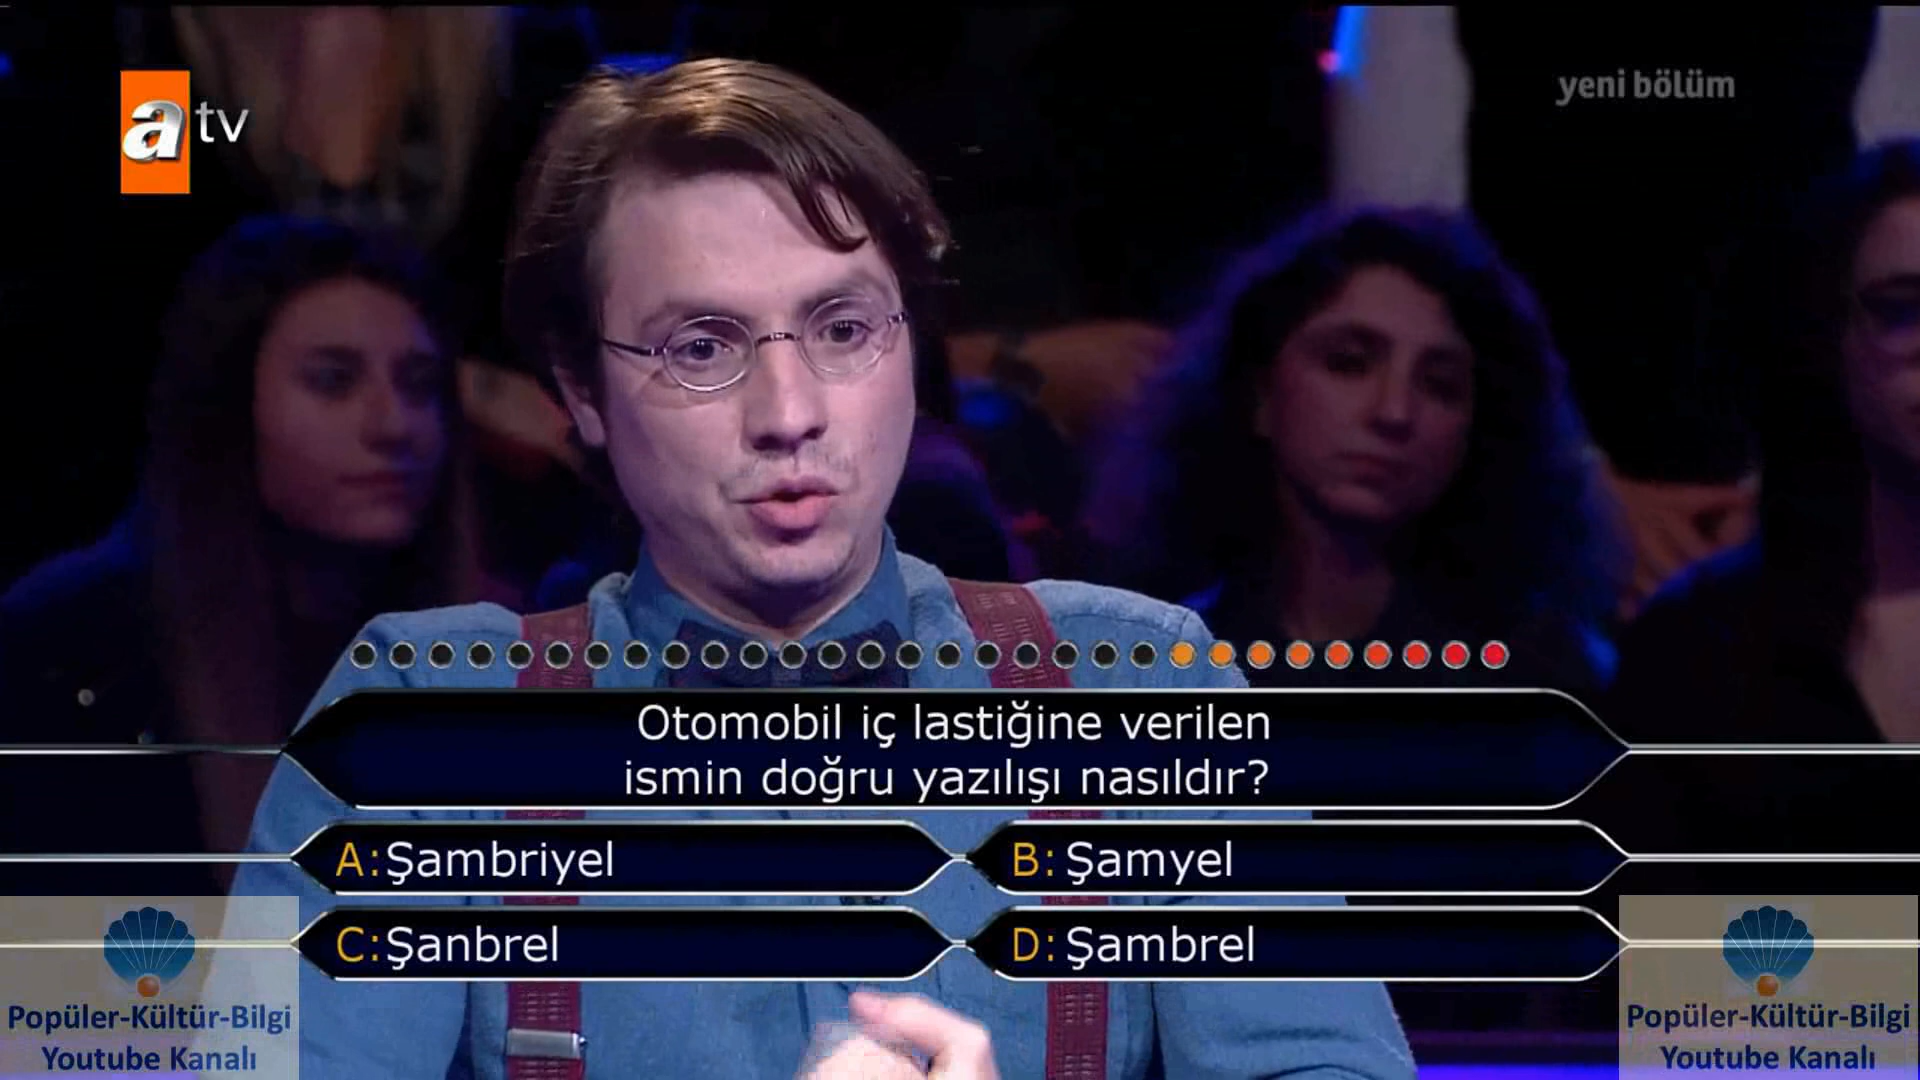 a tv
yeni bölüm
Otomobil iç lastiğine verilen
ismin doğru yazılışı nasıldır?
A:Şambriyel
B: Şamyel
C:Şanbrel
D: Şambrel
Popüler-Kültür-Bilgi
Youtube Kanalı
Popüler-Kültür-Bilgi
Youtube Kanalı